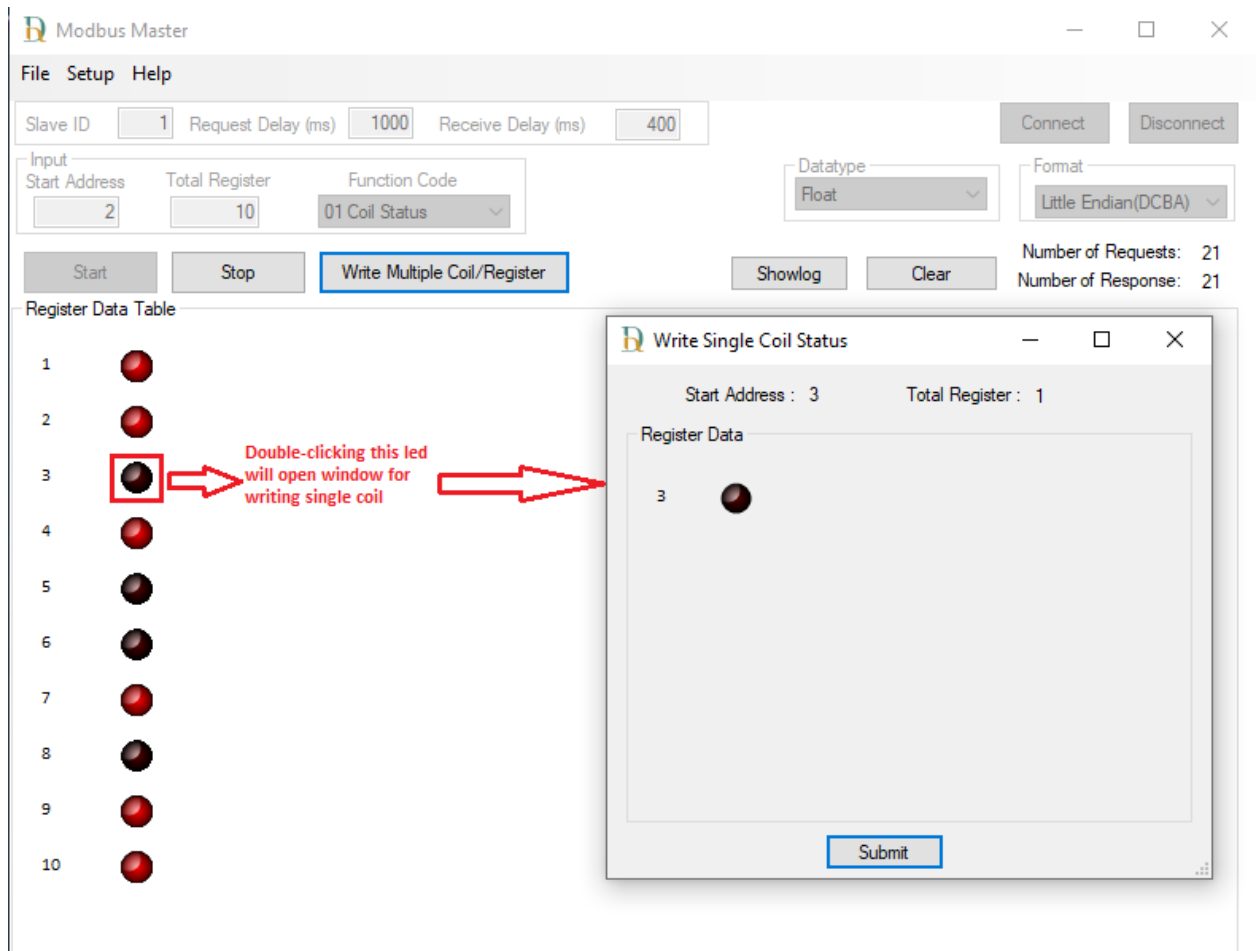 Modbus Master
File Setup Help
Slave ID 1 Request Delay (ms) 1000 Receive Delay (ms) 400 Connect Disconnect
Input
Start Address Total Register Function Code
2 10 01 Coil Status
Datatype
Float
Format
Little Endian(DCBA)
Start Stop Write Multiple Coil/Register Showlog Clear
Number of Requests: 21
Number of Response: 21
Register Data Table
1
2
3
4
5
6
7
8
9
10
Double-clicking this led
will open window for
writing single coil
Write Single Coil Status
Start Address : 3 Total Register : 1
Register Data
3
Submit